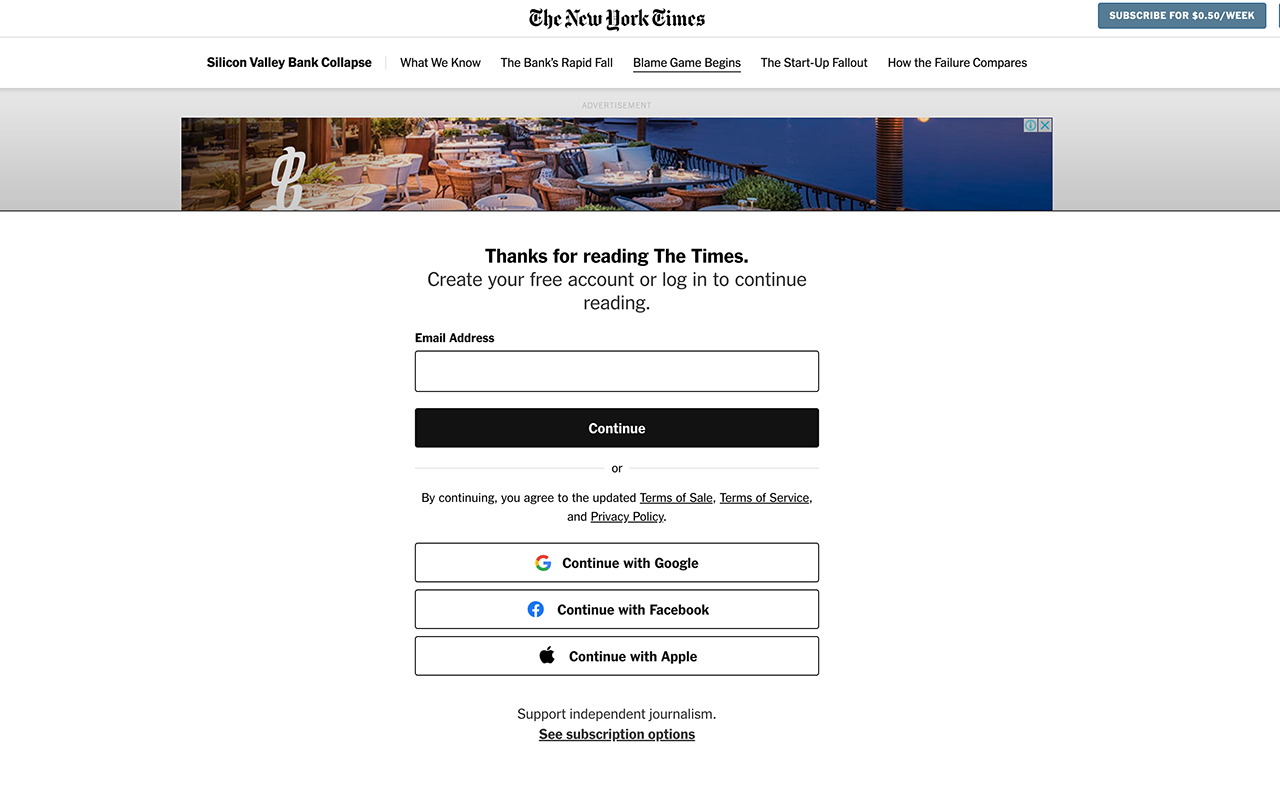 The New York Times
SUBSCRIBE FOR $0.50/WEEK
Silicon Valley Bank Collapse What We Know The Bank’s Rapid Fall Blame Game Begins The Start-Up Fallout How the Failure Compares
ADVERTISEMENT
Thanks for reading The Times.
Create your free account or log in to continue
reading.
Email Address
Continue
or
By continuing, you agree to the updated Terms of Sale, Terms of Service,
and Privacy Policy.
Continue with Google
Continue with Facebook
Continue with Apple
Support independent journalism.
See subscription options